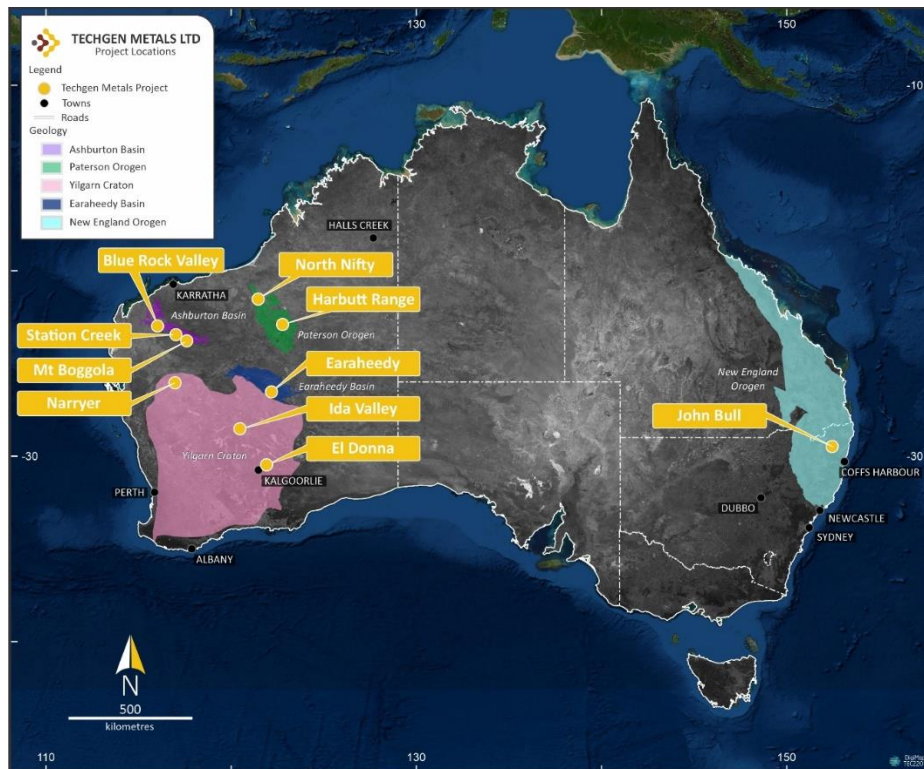 130
150
TECHGEN METALS LTD
Project Locations
Legend
Techgen Metals Project
Towns
Roads
Geology
Ashburton Basin
Paterson Orogen
Yilgarn Craton
Earaheedy Basin
New England Orogen
-10
HALLS CREEK
Blue Rock Valley
North Nifty
KARRATHA
Harbutt Range
Ashburton Basin
Station Creek
Paterson Orogen
Mt Boggola
Earaheedy
New England
Orogen
Narryer
Earaheedy Basin
Ida Valley
John Bull
Yilgarn Craton
El Donna
-30
-30
KALGOORLIE
COFFS HARBOUR
PERTH
DUBBO
NEWCASTLE
SYDNEY
ALBANY
N
500
kilometres
110
130
150